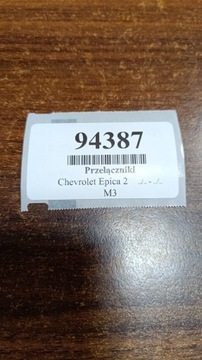 94387
Przełączniki
Chevrolet Epica 2 ../.. - ../..
M3